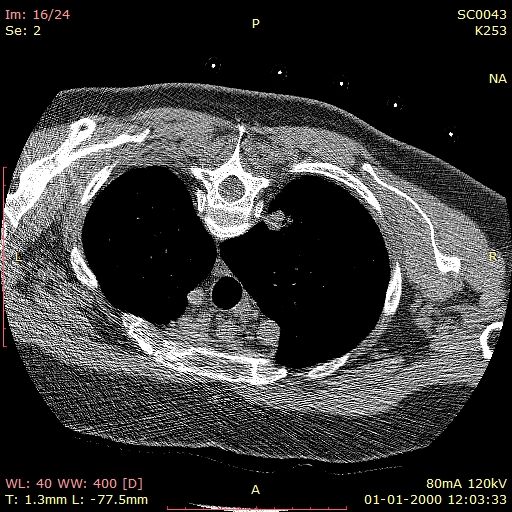 Im: 16/24
Se: 2
P
SC0043
K253
NA
L
R
WL: 40 WW: 400 [D]
T: 1.3mm L: -77.5mm
A
80mA 120kV
01-01-2000 12:03:33